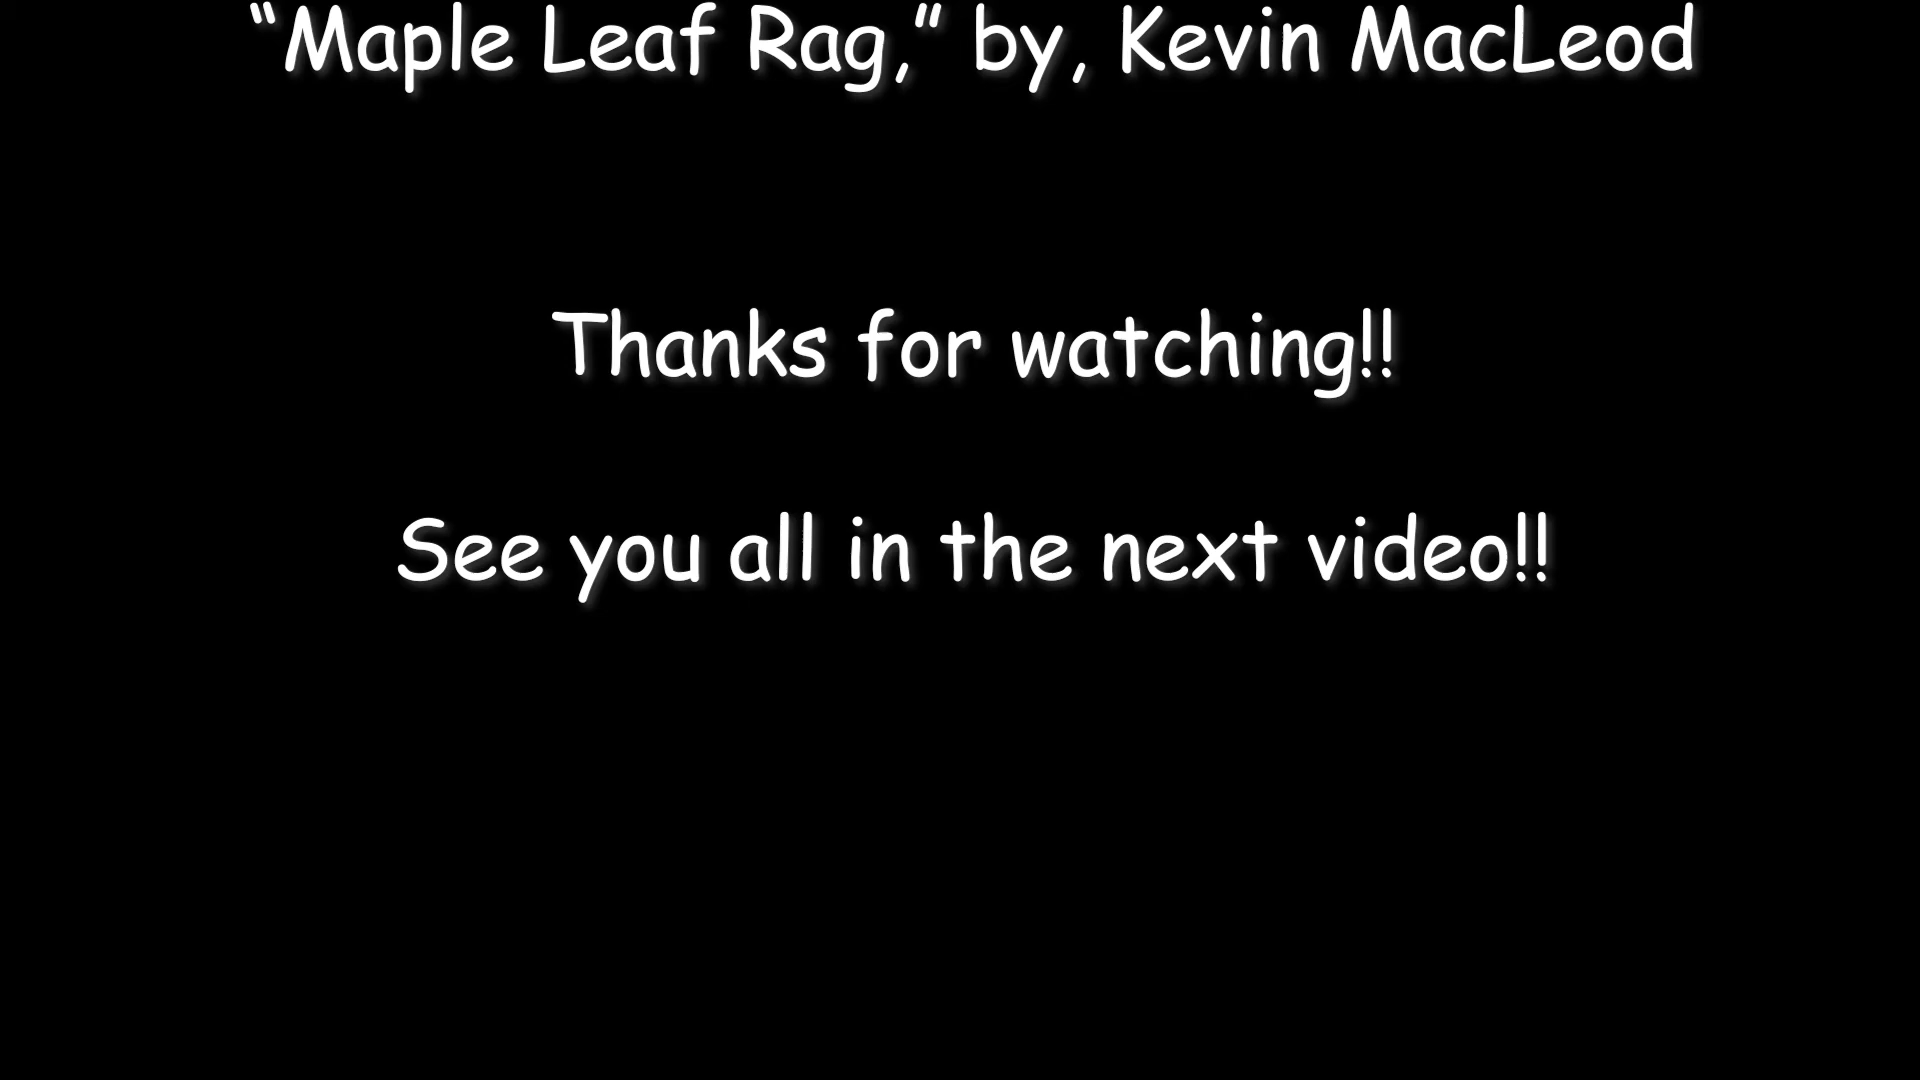 “Maple Leaf Rag,” by, Kevin MacLeod
Thanks for watching!!
See you all in the next video!!